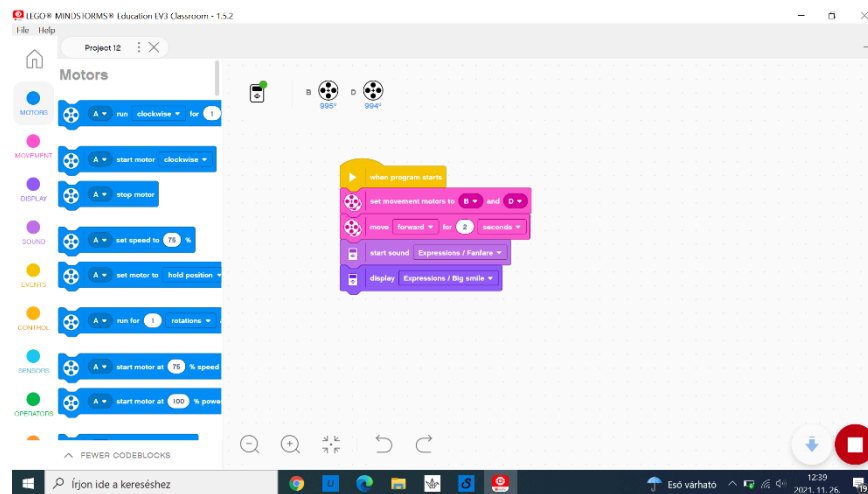 LEGO® MINDSTORMS® Education EV3 Classroom - 1.5.2
File Help
Project 12
Motors
MOTORS
MOVEMENT
DISPLAY
SOUND
EVENTS
CONTROL
SENSORS
OPERATORS
A run clockwise for 1
A start motor clockwise
A stop motor
A set speed to 75 %
A set motor to hold position
A run for 1 rotations
A start motor at 75 % speed
A start motor at 100 % powe
FEWER CODEBLOCKS
B D
995° 994°
when program starts
set movement motors to B and D
move forward for 2 seconds
start sound Expressions / Fanfare
display Expressions / Big smile
Írjon ide a kereséshez
Eső várható
12:39
2021. 11. 26.
19